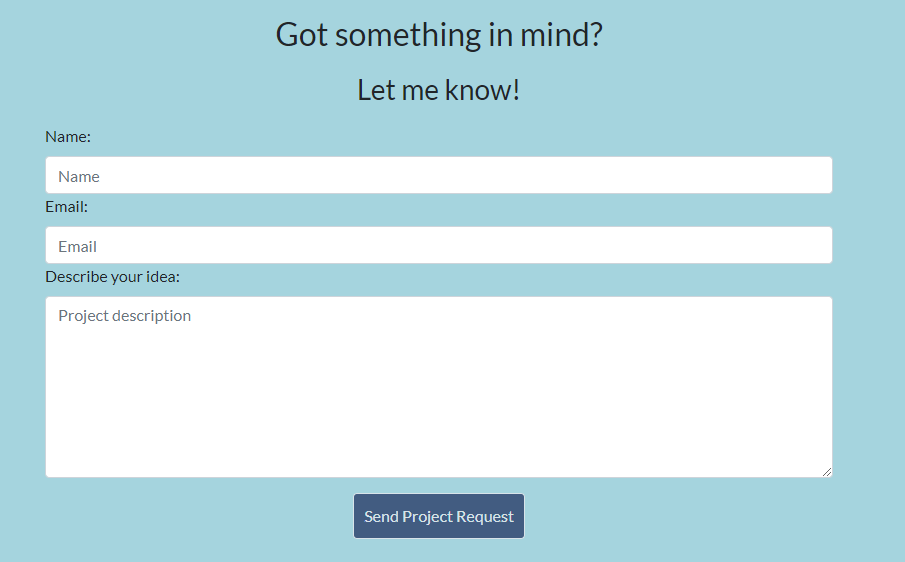 Got something in mind?
Let me know!
Name:
Name
Email:
Email
Describe your idea:
Project description
Send Project Request